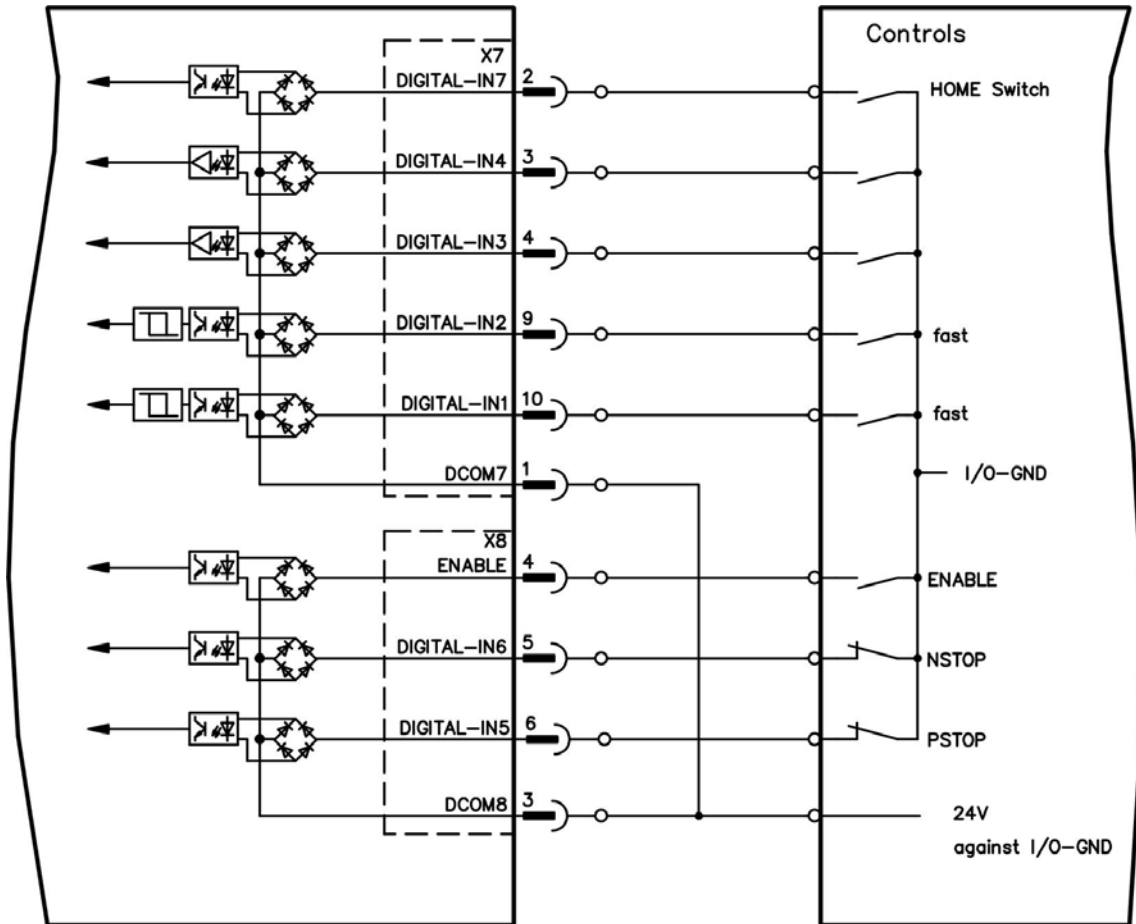 Controls
X7
DIGITAL-IN7 2 HOME Switch
DIGITAL-IN4 3
DIGITAL-IN3 4
DIGITAL-IN2 9 fast
DIGITAL-IN1 10 fast
DCOM7 1 I/O-GND
X8
ENABLE 4 ENABLE
DIGITAL-IN6 5 NSTOP
DIGITAL-IN5 6 PSTOP
DCOM8 3 24V
against I/O-GND